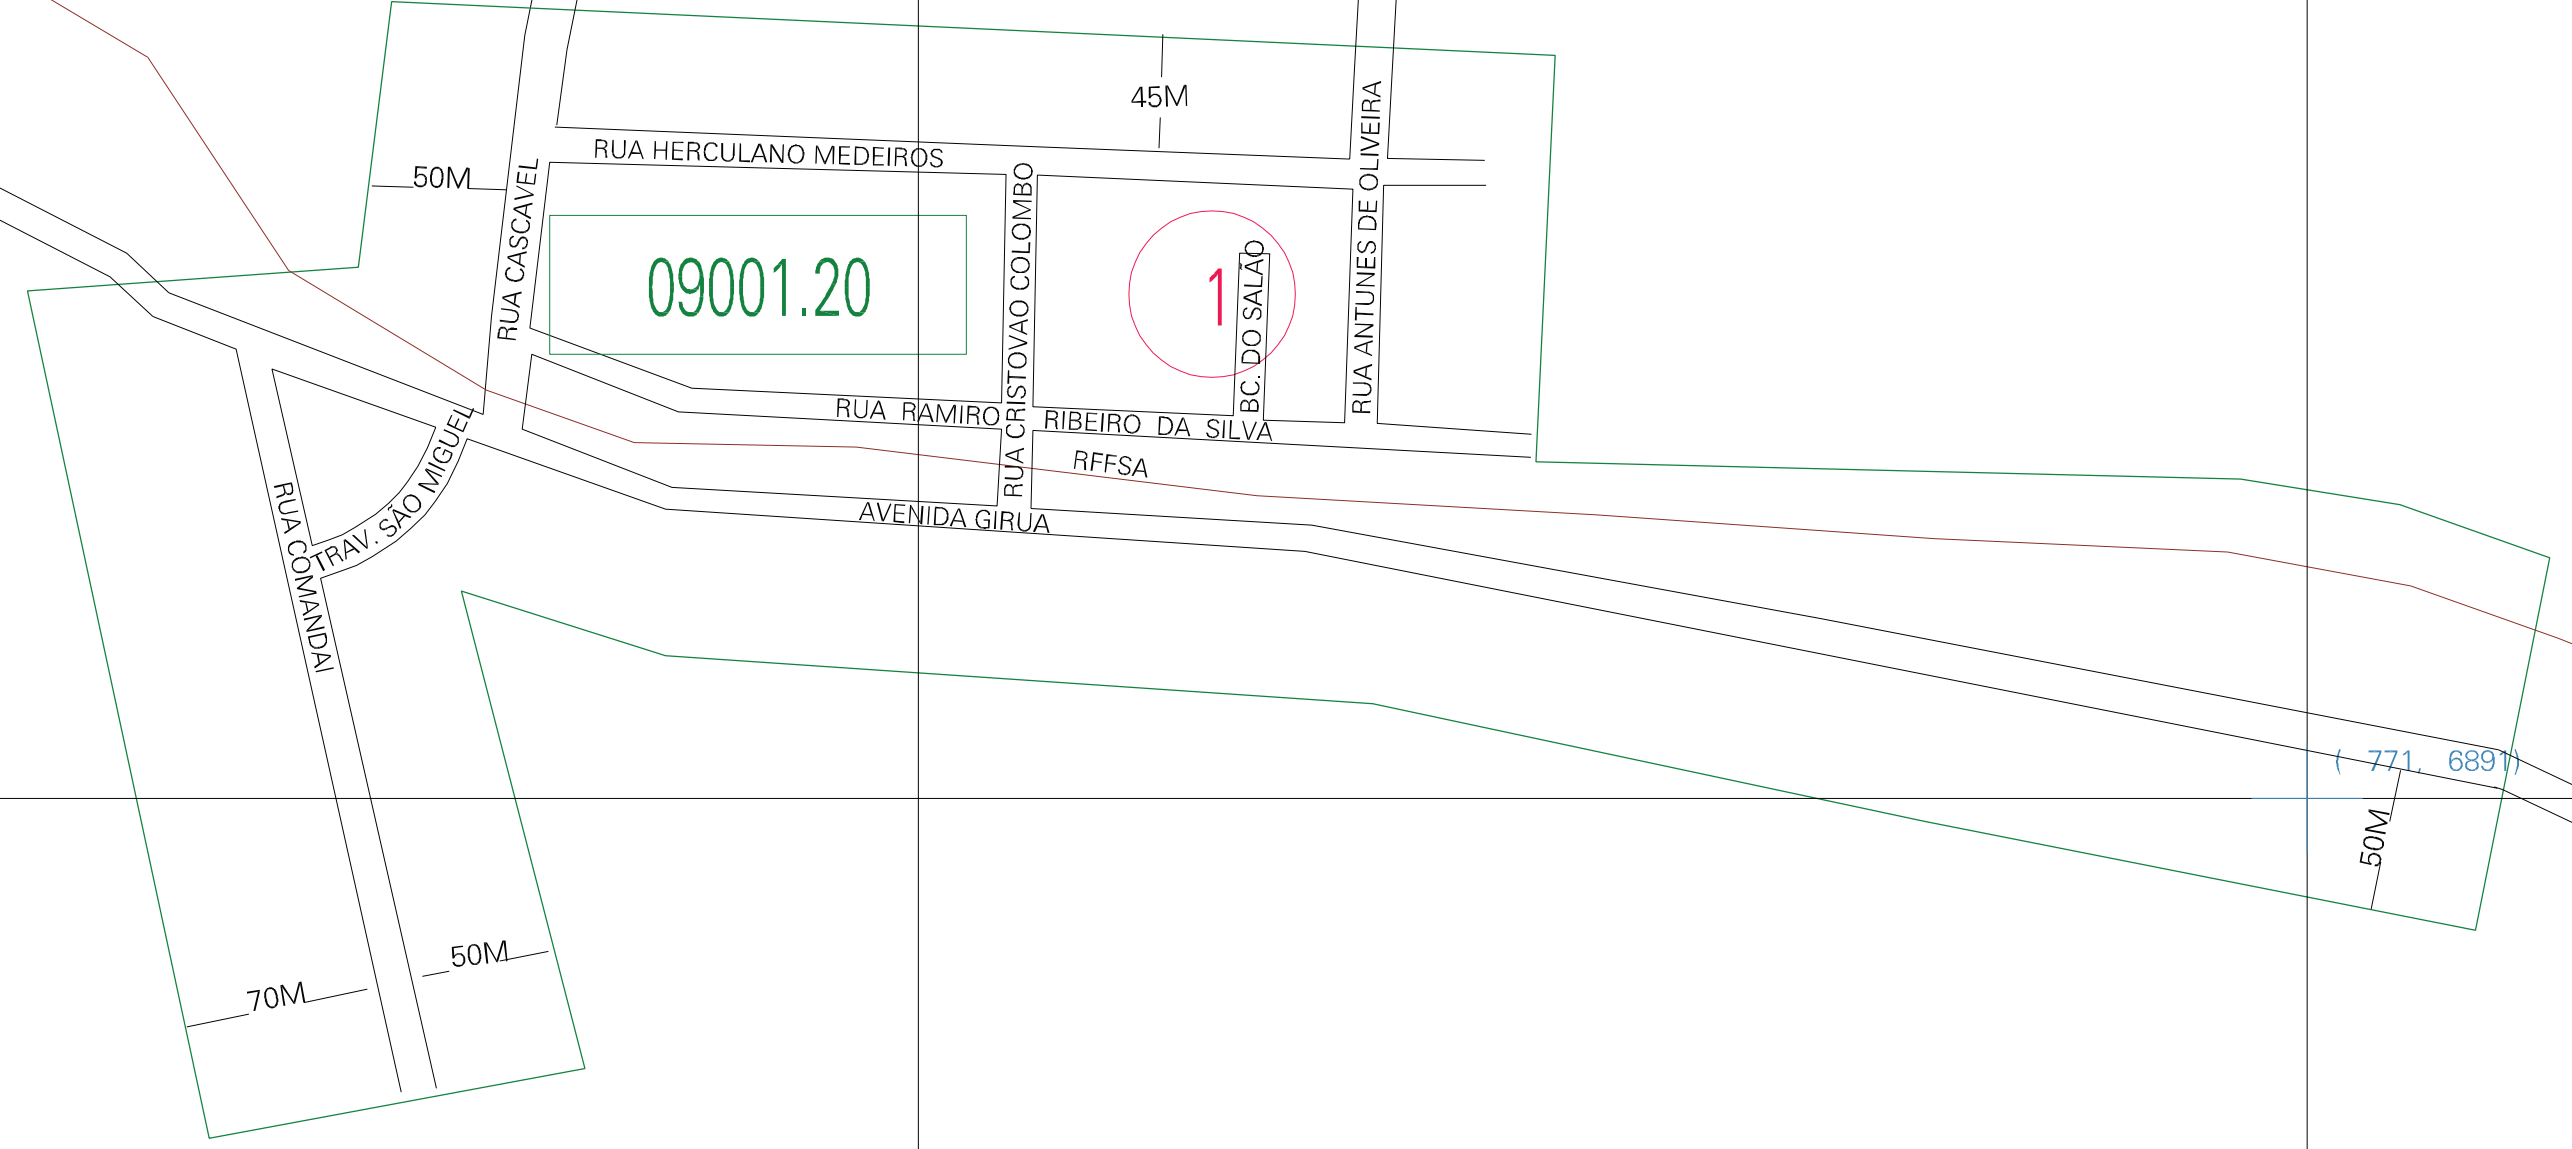 45M
RUA HERCULANO MEDEIROS
50M
RUA CASCAVEL
RUA CRISTOVAO COLOMBO
RUA ANTUNES DE OLIVEIRA
09001.20
1
BC. DO SALÃO
RUA RAMIRO RIBEIRO DA SILVA
RFFSA
AVENIDA GIRUA
TRAV. SÃO MIGUEL
RUA COMANDAI
( 771, 6891)
50M
50M
70M